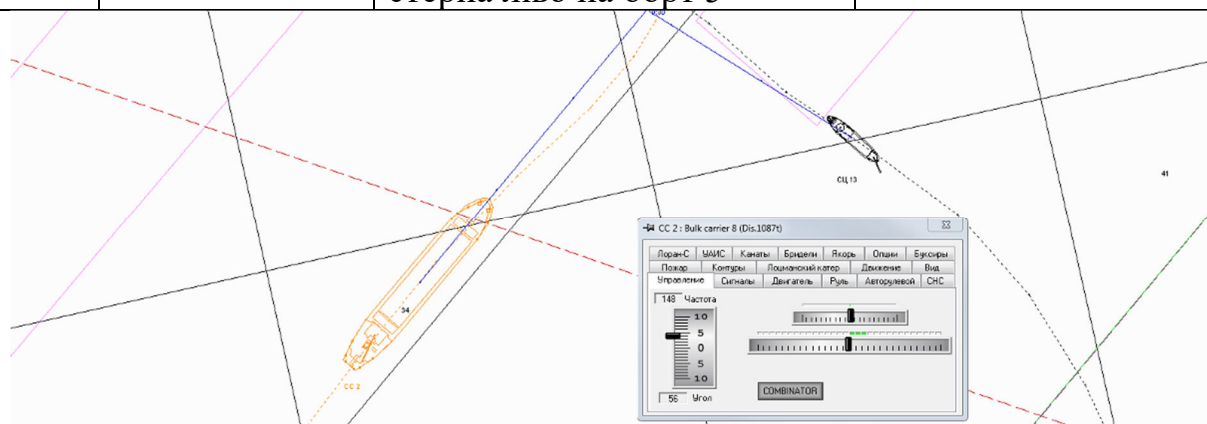 СЦ 13
41
34
СС 2
СС 2 : Bulk carrier 8 (Dis.1087t)
Лоран-С УАИС Канаты Бридели Якорь Опции Буксиры
Пожар Контуры Лоцманский катер Движение Вид
Управление Сигналы Двигатель Руль Авторулевой СНС
148 Частота
10
5
0
5
10
COMBINATOR
56 Угол